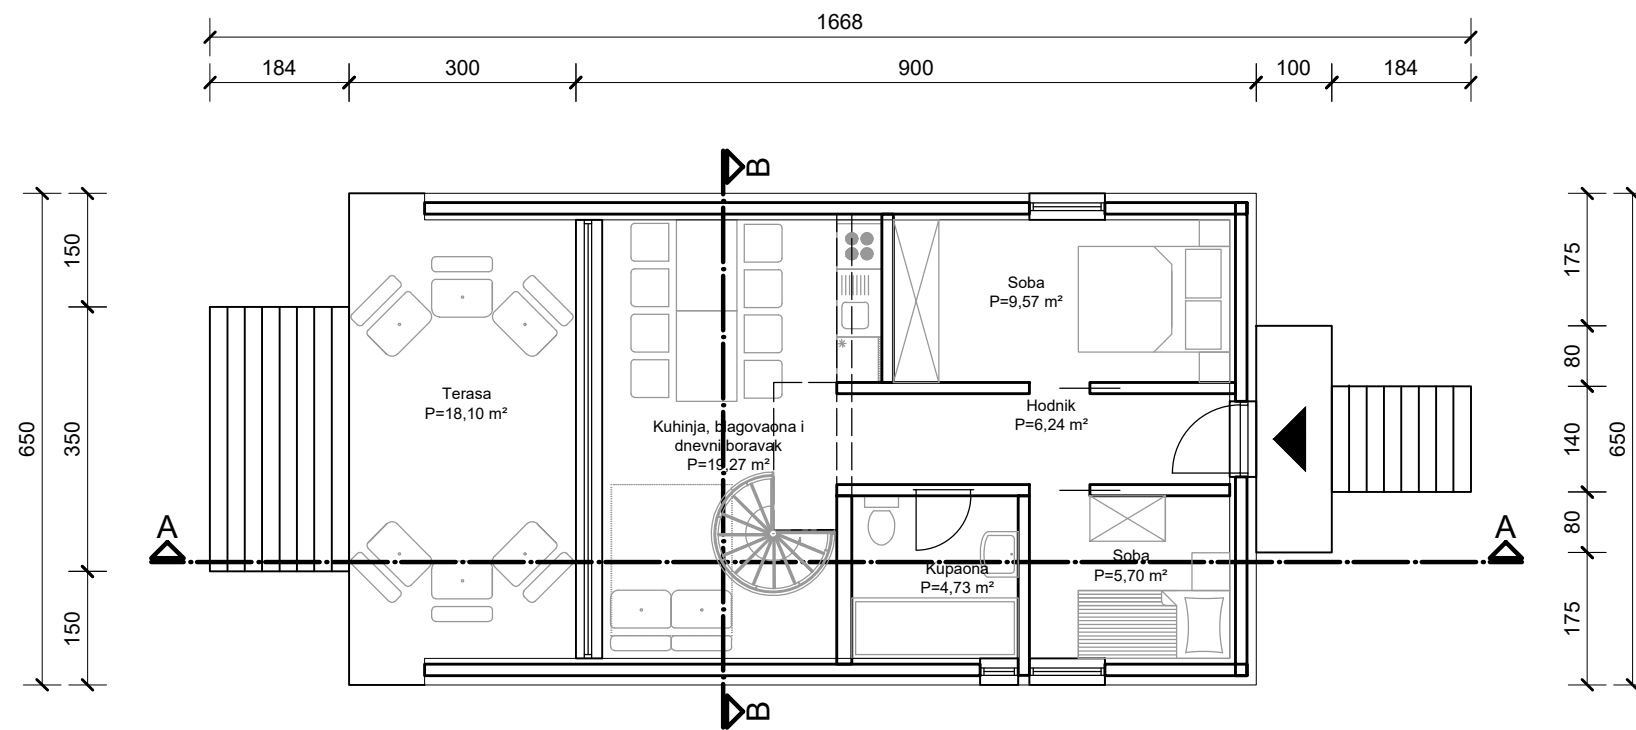 1668
184 300 900 100 184
B
150
175
Soba
P=9,57 m²
80
Terasa
P=18,10 m²
Hodnik
P=6,24 m²
650
350
Kuhinja, blagovaona i
dnevni boravak
P=19,27 m²
140
650
A
A
80
Soba
P=5,70 m²
Kupaona
P=4,73 m²
150
175
B